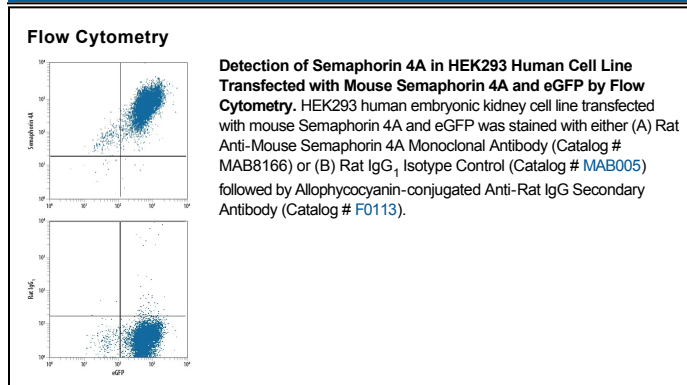 Flow Cytometry
Detection of Semaphorin 4A in HEK293 Human Cell Line
Transfected with Mouse Semaphorin 4A and eGFP by Flow
Cytometry. HEK293 human embryonic kidney cell line transfected
with mouse Semaphorin 4A and eGFP was stained with either (A) Rat
Anti-Mouse Semaphorin 4A Monoclonal Antibody (Catalog #
MAB8166) or (B) Rat IgG₁ Isotype Control (Catalog # MAB005)
followed by Allophycocyanin-conjugated Anti-Rat IgG Secondary
Antibody (Catalog # F0113).
Semaphorin 4A
Rat IgG₁
eGFP